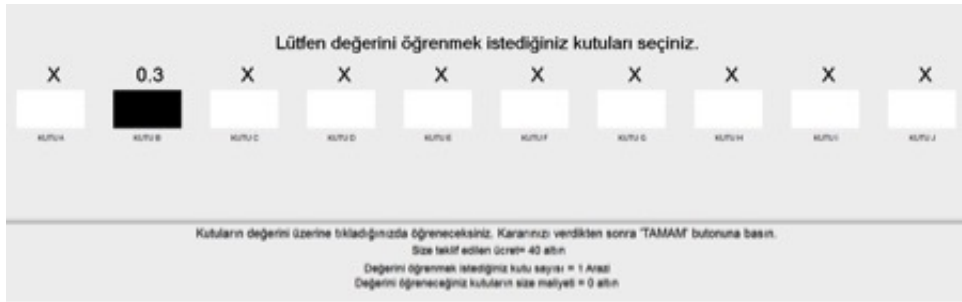 Lütfen değerini öğrenmek istediğiniz kutuları seçiniz.
X 0.3 X X X X X X X X
KUTU A KUTU B KUTU C KUTU D KUTU E KUTU F KUTU G KUTU H KUTU I KUTU J
Kutuların değerini üzerine tıkladığınızda öğreneceksiniz. Kararınızı verdikten sonra 'TAMAM' butonuna basın.
Size teklif edilen ücret= 40 altın
Değerini öğrenmek istediğiniz kutu sayısı = 1 Arazi
Değerini öğreneceğiniz kutuların size maliyeti = 0 altın